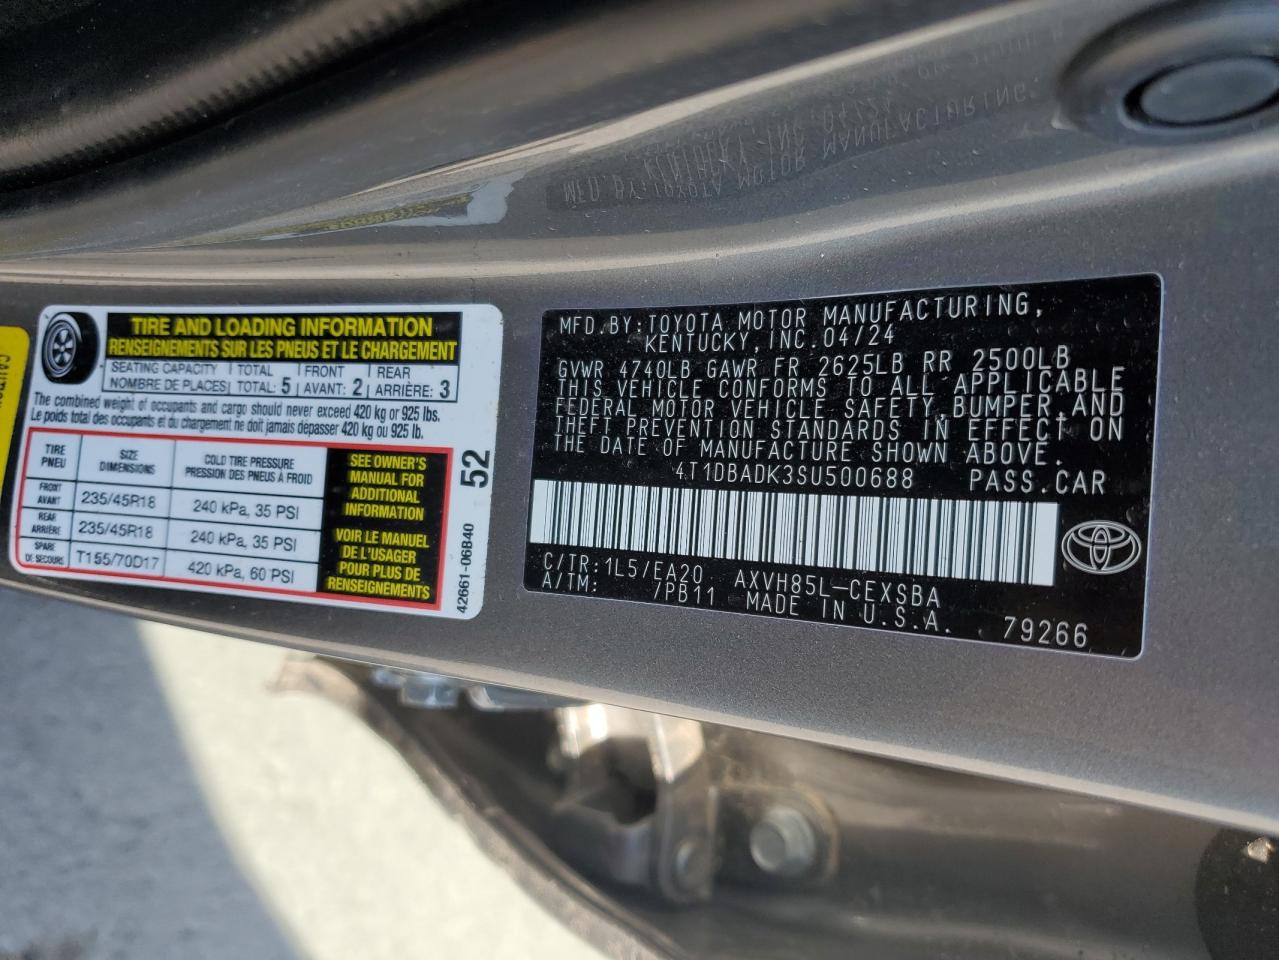 TIRE AND LOADING INFORMATION
RENSEIGNEMENTS SUR LES PNEUS ET LE CHARGEMENT
SEATING CAPACITY TOTAL FRONT REAR
NOMBRE DE PLACES TOTAL: 5 AVANT: 2 ARRIÈRE: 3
The combined weight of occupants and cargo should never exceed 420 kg or 925 lbs.
Le poids total des occupants et du chargement ne doit jamais dépasser 420 kg ou 925 lb.
TIRE PNEU
SIZE DIMENSIONS
COLD TIRE PRESSURE PRESSION DES PNEUS À FROID
FRONT AVANT 235/45R18 240 kPa, 35 PSI
REAR ARRIÈRE 235/45R18 240 kPa, 35 PSI
SPARE DE SECOURS T155/70D17 420 kPa, 60 PSI
SEE OWNER'S
MANUAL FOR
ADDITIONAL
INFORMATION
VOIR LE MANUEL
DE L'USAGER
POUR PLUS DE
RENSEIGNEMENTS
52
42661-06B40
MFD.BY:TOYOTA MOTOR MANUFACTURING,
KENTUCKY,INC.04/24
GVWR 4740LB GAWR FR 2625LB RR 2500LB
THIS VEHICLE CONFORMS TO ALL APPLICABLE
FEDERAL MOTOR VEHICLE SAFETY,BUMPER,AND
THEFT PREVENTION STANDARDS IN EFFECT ON
THE DATE OF MANUFACTURE SHOWN ABOVE.
4T1DBADK3SU500688 PASS.CAR
C/TR:1L5/EA20 AXVH85L-CEXSBA
A/TM: /PB11 MADE IN U.S.A. 79266
TOYOTA